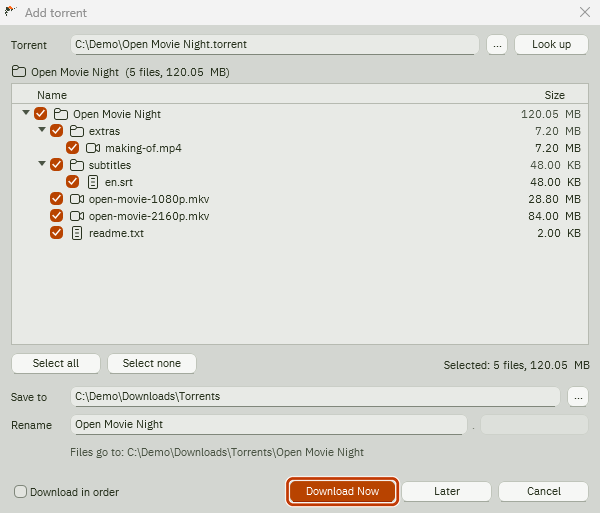 Add torrent
Torrent C:\Demo\Open Movie Night.torrent ... Look up
Open Movie Night (5 files, 120.05 MB)
Name Size
Open Movie Night 120.05 MB
extras 7.20 MB
making-of.mp4 7.20 MB
subtitles 48.00 KB
en.srt 48.00 KB
open-movie-1080p.mkv 28.80 MB
open-movie-2160p.mkv 84.00 MB
readme.txt 2.00 KB
Select all Select none Selected: 5 files, 120.05 MB
Save to C:\Demo\Downloads\Torrents ...
Rename Open Movie Night .
Files go to: C:\Demo\Downloads\Torrents\Open Movie Night
Download in order Download Now Later Cancel